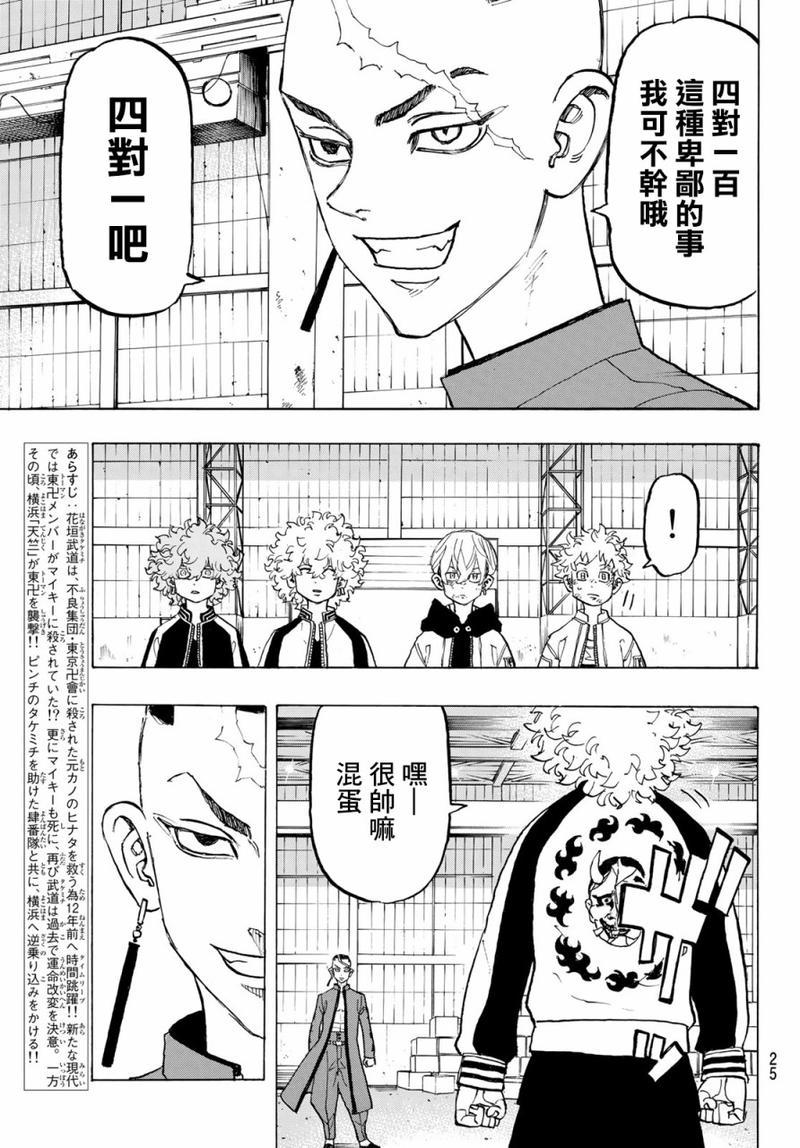 四對一百
這種卑鄙的事
我可不幹哦
四對一吧
！
嘿一
很帥嘛
混蛋
ザッ
あらすじ：花垣武道は、不良集団・東京卍會に殺された元カノのヒナタを救う為12年前へ時間跳躍!! 新たな現代
では東卍メンバーがマイキーに殺されていた!? 更にマイキーも死に、再び武道は過去で運命改変を決意。一方
その頃、横浜「天竺」が東卍を襲撃!! ピンチのタケミチを助けた肆番隊と共に、横浜へ逆乗り込みをかける!!
25